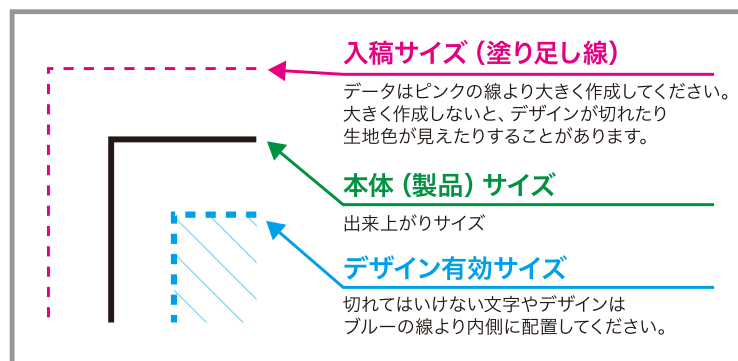 入稿サイズ（塗り足し線）
データはピンクの線より大きく作成してください。
大きく作成しないと、デザインが切れたり
生地色が見えたりすることがあります。
本体（製品）サイズ
出来上がりサイズ
デザイン有効サイズ
切れてはいけない文字やデザインは
ブルーの線より内側に配置してください。